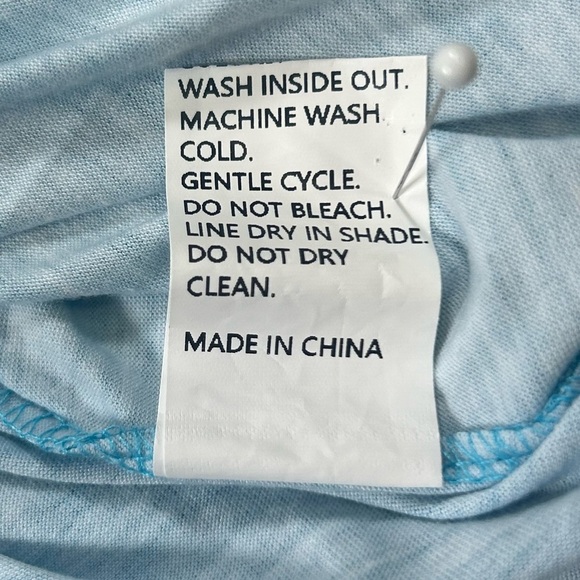 WASH INSIDE OUT.
MACHINE WASH
COLD.
GENTLE CYCLE.
DO NOT BLEACH.
LINE DRY IN SHADE.
DO NOT DRY
CLEAN.
MADE IN CHINA